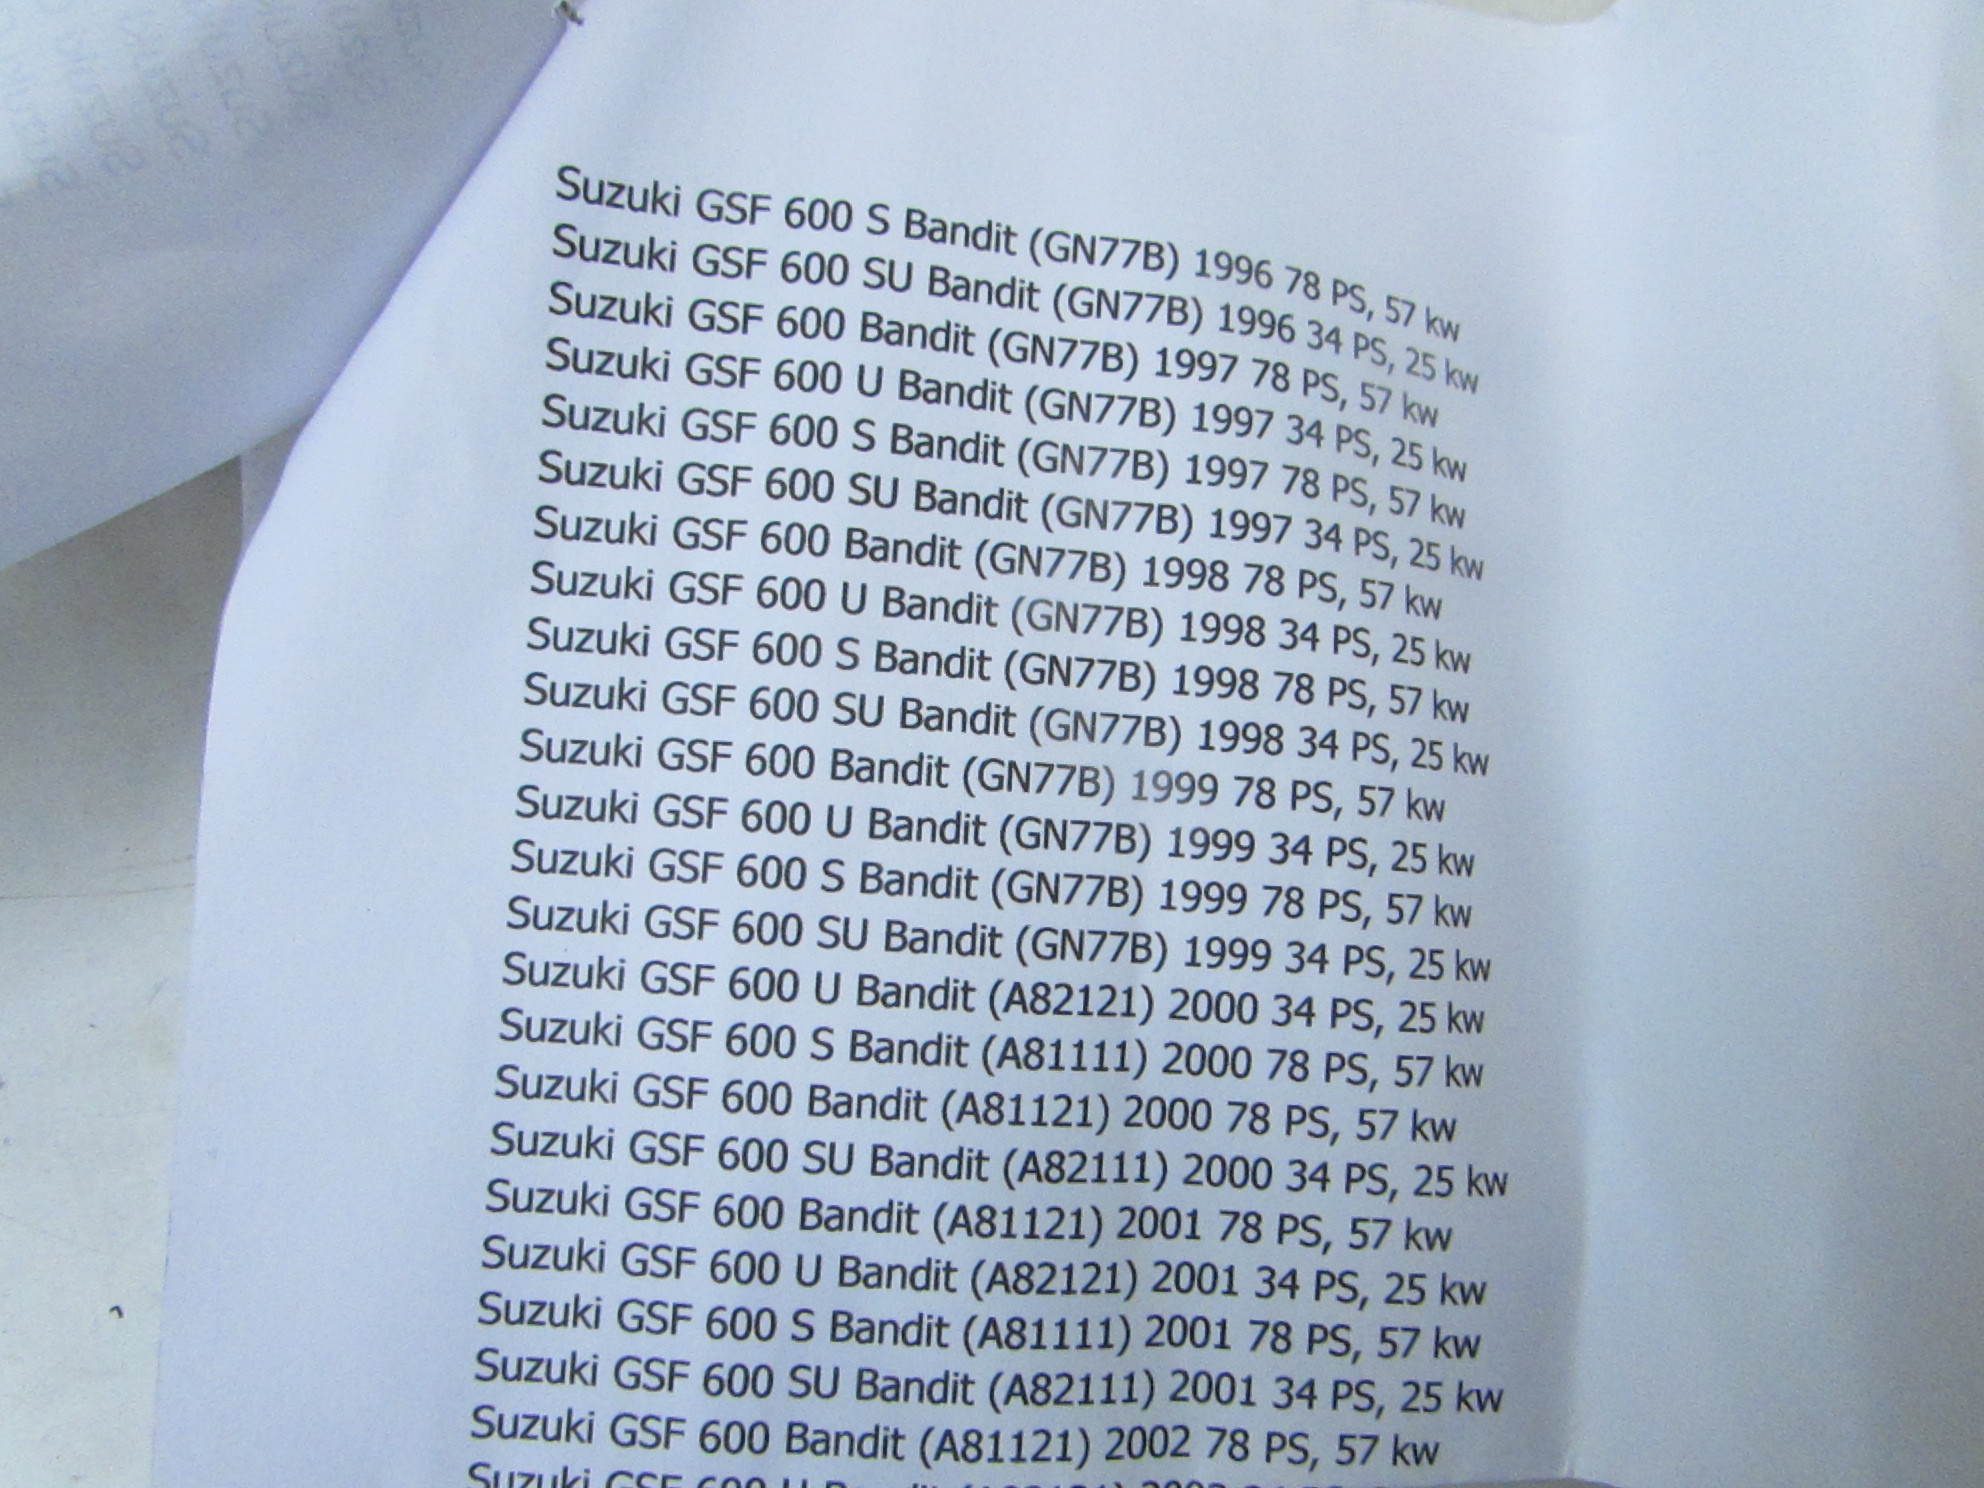 Suzuki GSF 600 S Bandit (GN77B) 1996 78 PS, 57 kw
Suzuki GSF 600 SU Bandit (GN77B) 1996 34 PS, 25 kw
Suzuki GSF 600 Bandit (GN77B) 1997 78 PS, 57 kw
Suzuki GSF 600 U Bandit (GN77B) 1997 34 PS, 25 kw
Suzuki GSF 600 S Bandit (GN77B) 1997 78 PS, 57 kw
Suzuki GSF 600 SU Bandit (GN77B) 1997 34 PS, 25 kw
Suzuki GSF 600 Bandit (GN77B) 1998 78 PS, 57 kw
Suzuki GSF 600 U Bandit (GN77B) 1998 34 PS, 25 kw
Suzuki GSF 600 S Bandit (GN77B) 1998 78 PS, 57 kw
Suzuki GSF 600 SU Bandit (GN77B) 1998 34 PS, 25 kw
Suzuki GSF 600 Bandit (GN77B) 1999 78 PS, 57 kw
Suzuki GSF 600 U Bandit (GN77B) 1999 34 PS, 25 kw
Suzuki GSF 600 S Bandit (GN77B) 1999 78 PS, 57 kw
Suzuki GSF 600 SU Bandit (GN77B) 1999 34 PS, 25 kw
Suzuki GSF 600 U Bandit (A82121) 2000 34 PS, 25 kw
Suzuki GSF 600 S Bandit (A81111) 2000 78 PS, 57 kw
Suzuki GSF 600 Bandit (A81121) 2000 78 PS, 57 kw
Suzuki GSF 600 SU Bandit (A82111) 2000 34 PS, 25 kw
Suzuki GSF 600 Bandit (A81121) 2001 78 PS, 57 kw
Suzuki GSF 600 U Bandit (A82121) 2001 34 PS, 25 kw
Suzuki GSF 600 S Bandit (A81111) 2001 78 PS, 57 kw
Suzuki GSF 600 SU Bandit (A82111) 2001 34 PS, 25 kw
Suzuki GSF 600 Bandit (A81121) 2002 78 PS, 57 kw
Suzuki GSF 600 U